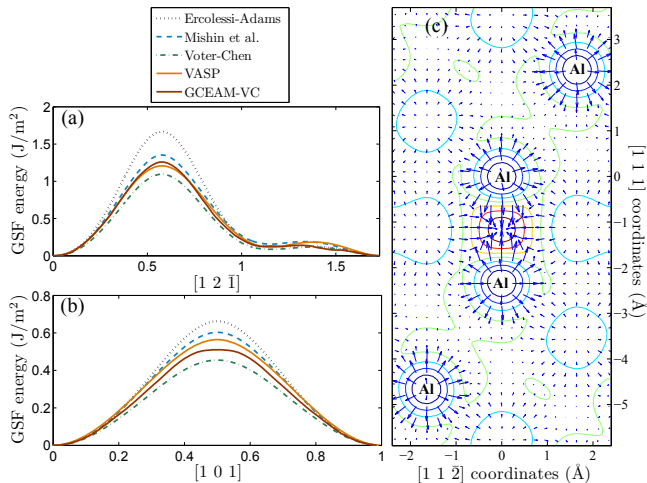 Ercolessi-Adams
Mishin et al.
Voter-Chen
VASP
GCEAM-VC
(a)
GSF energy (J/m²)
2
1.5
1
0.5
0
0 0.5 1 1.5
[1 2 1̄]
(b)
GSF energy (J/m²)
0.8
0.6
0.4
0.2
0
0 0.2 0.4 0.6 0.8 1
[1 0 1]
(c)
Al
Al
Al
Al
3
2
1
0
−1
−2
−3
−4
−5
[1 1 1] coordinates (Å)
−2 −1 0 1 2
[1 1 2̄] coordinates (Å)